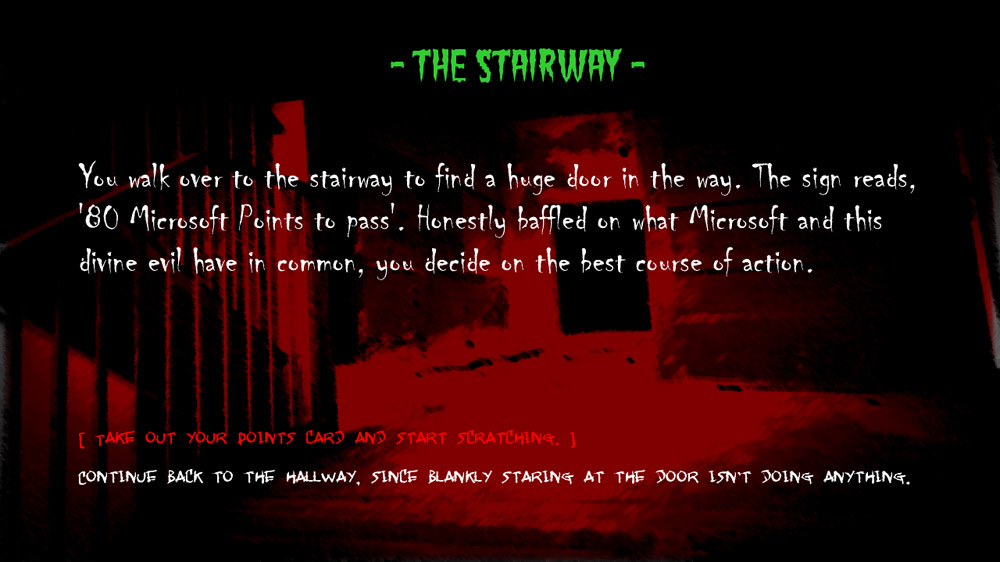 - THE STAIRWAY -
You walk over to the stairway to find a huge door in the way. The sign reads,
'80 Microsoft Points to pass'. Honestly baffled on what Microsoft and this
divine evil have in common, you decide on the best course of action.
[ TAKE OUT YOUR POINTS CARD AND START SCRATCHING. ]
CONTINUE BACK TO THE HALLWAY, SINCE BLANKLY STARING AT THE DOOR ISN'T DOING ANYTHING.